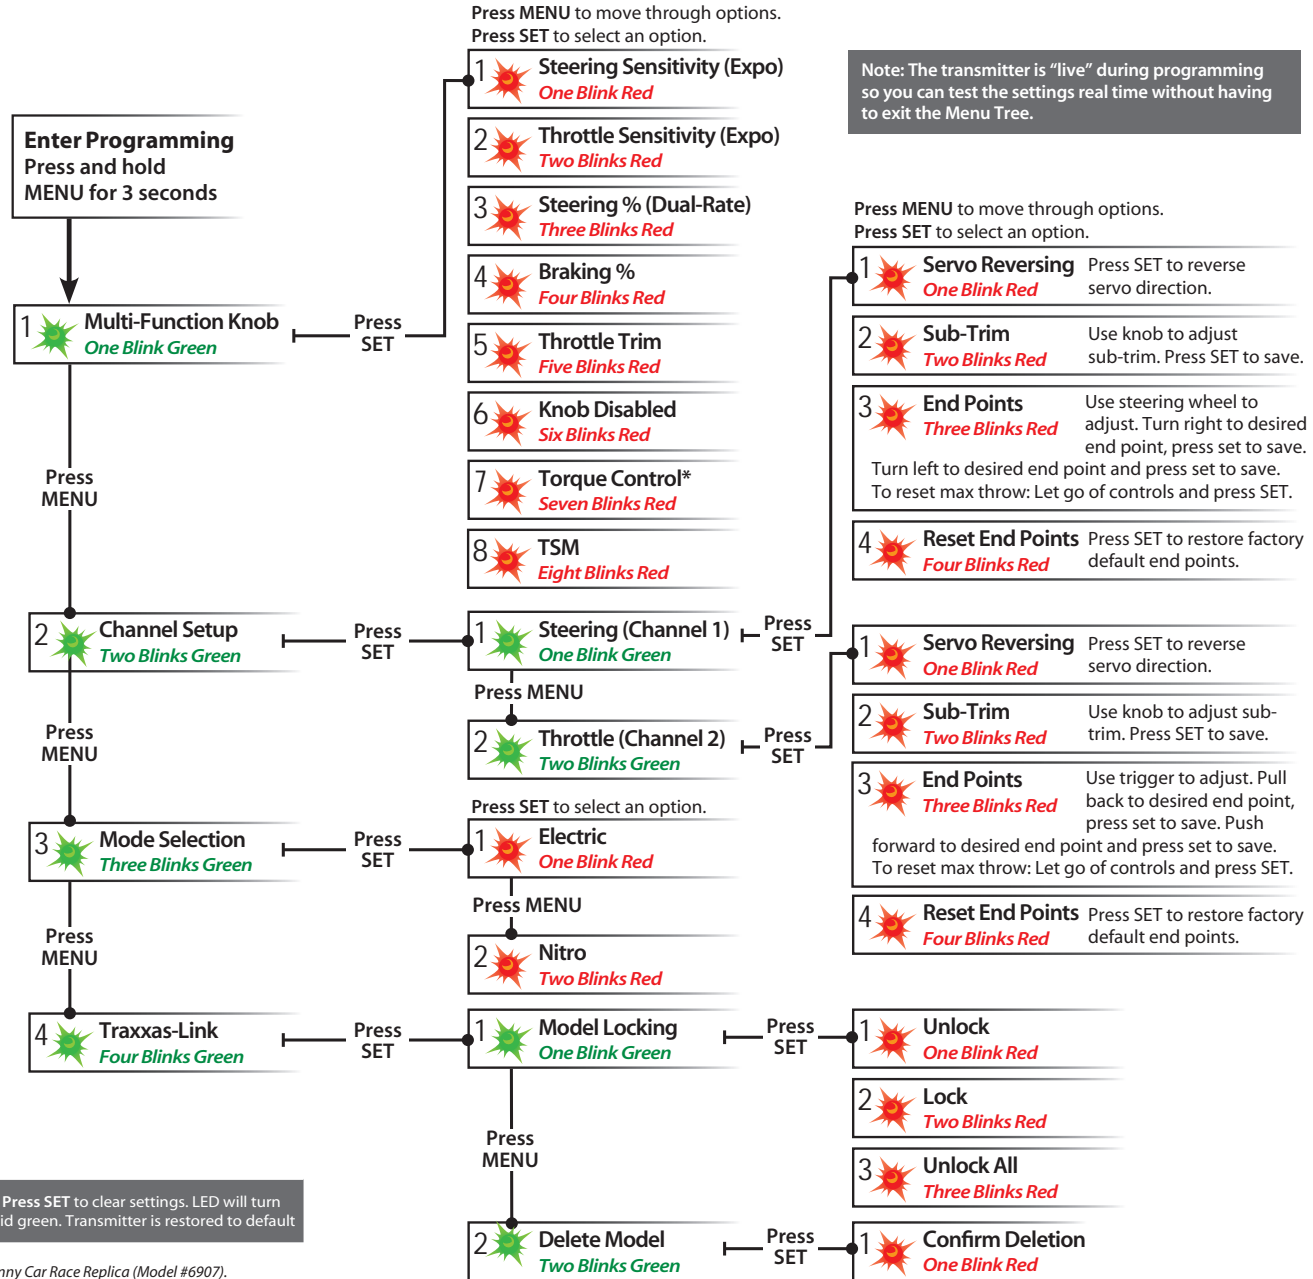 Press MENU to move through options.
Press SET to select an option.
Note: The transmitter is “live” during programming
so you can test the settings real time without having
to exit the Menu Tree.
Enter Programming
Press and hold
MENU for 3 seconds
1 Multi-Function Knob
One Blink Green
Press
SET
1 Steering Sensitivity (Expo)
One Blink Red
2 Throttle Sensitivity (Expo)
Two Blinks Red
3 Steering % (Dual-Rate)
Three Blinks Red
4 Braking %
Four Blinks Red
5 Throttle Trim
Five Blinks Red
6 Knob Disabled
Six Blinks Red
7 Torque Control*
Seven Blinks Red
8 TSM
Eight Blinks Red
Press
MENU
2 Channel Setup
Two Blinks Green
Press
SET
1 Steering (Channel 1)
One Blink Green
Press
SET
Press MENU to move through options.
Press SET to select an option.
1 Servo Reversing Press SET to reverse
One Blink Red servo direction.
2 Sub-Trim Use knob to adjust
Two Blinks Red sub-trim. Press SET to save.
3 End Points Use steering wheel to
Three Blinks Red adjust. Turn right to desired
end point, press set to save.
Turn left to desired end point and press set to save.
To reset max throw: Let go of controls and press SET.
4 Reset End Points Press SET to restore factory
Four Blinks Red default end points.
Press MENU
2 Throttle (Channel 2)
Two Blinks Green
Press
SET
1 Servo Reversing Press SET to reverse
One Blink Red servo direction.
2 Sub-Trim Use knob to adjust sub-
Two Blinks Red trim. Press SET to save.
3 End Points Use trigger to adjust. Pull
Three Blinks Red back to desired end point,
press set to save. Push
forward to desired end point and press set to save.
To reset max throw: Let go of controls and press SET.
4 Reset End Points Press SET to restore factory
Four Blinks Red default end points.
Press
MENU
3 Mode Selection
Three Blinks Green
Press
SET
Press SET to select an option.
1 Electric
One Blink Red
Press MENU
2 Nitro
Two Blinks Red
Press
MENU
4 Traxxas-Link
Four Blinks Green
Press
SET
1 Model Locking
One Blink Green
Press
SET
1 Unlock
One Blink Red
2 Lock
Two Blinks Red
3 Unlock All
Three Blinks Red
Press
MENU
2 Delete Model
Two Blinks Green
Press
SET
1 Confirm Deletion
One Blink Red
Press SET to clear settings. LED will turn
green. Transmitter is restored to default
Car Race Replica (Model #6907).